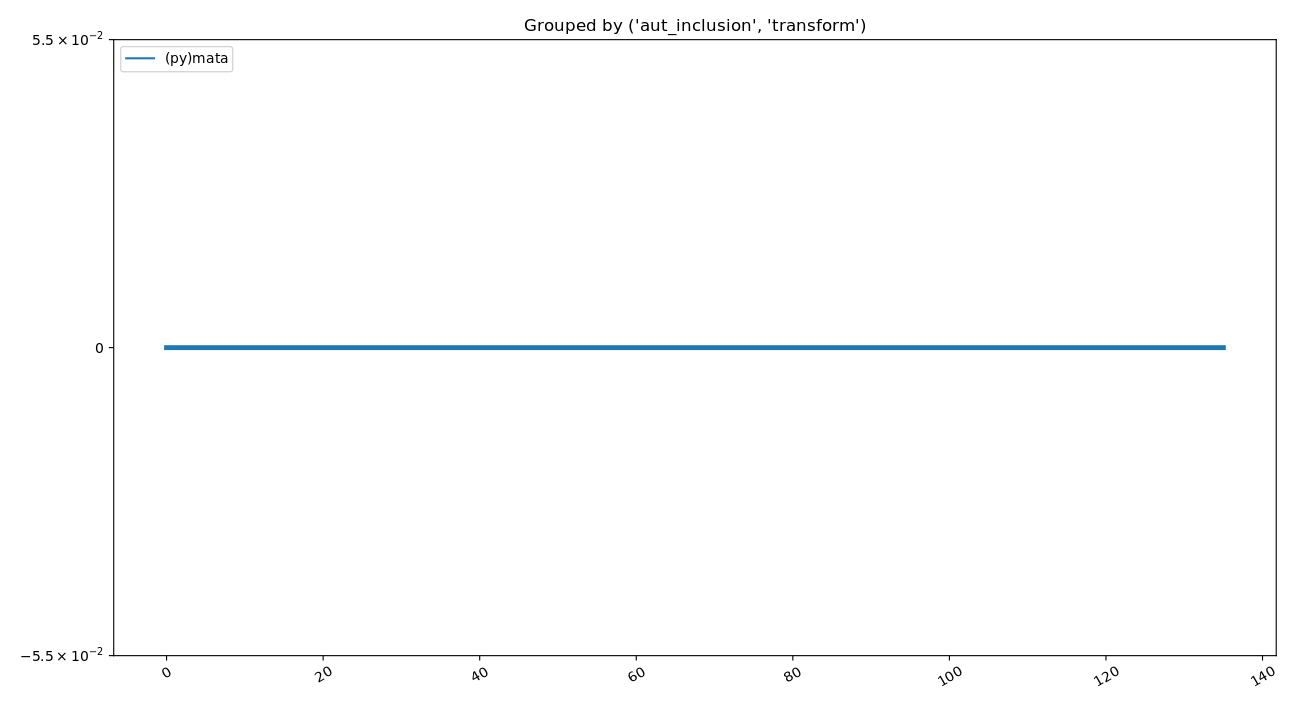 Grouped by ('aut_inclusion', 'transform')
5.5 × 10⁻²
(py)mata
0
−5.5 × 10⁻²
0 20 40 60 80 100 120 140